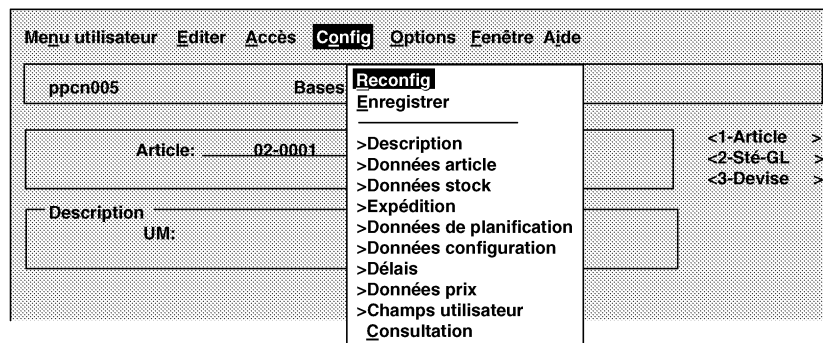 Menu utilisateur Editer Accès Config Options Fenêtre Aide
ppcn005 Bases
Reconfig
Enregistrer
Article: 02-0001
>Description
>Données article
>Données stock
>Expédition
>Données de planification
>Données configuration
>Délais
>Données prix
>Champs utilisateur
Consultation
<1-Article >
<2-Sté-GL >
<3-Devise >
Description
UM: